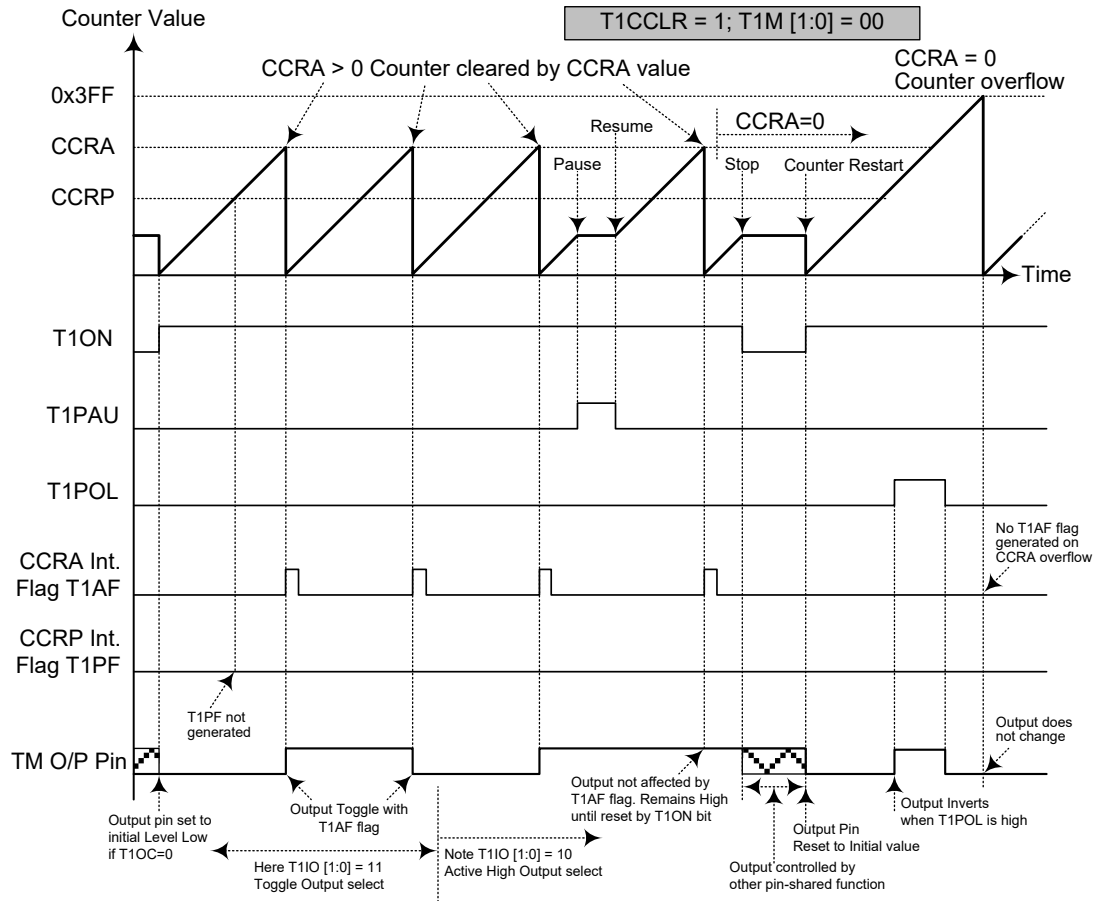 Counter Value
T1CCLR = 1; T1M [1:0] = 00
CCRA > 0 Counter cleared by CCRA value
CCRA = 0
Counter overflow
0x3FF
Resume
CCRA=0
CCRA
Pause
Stop
Counter Restart
CCRP
Time
T1ON
T1PAU
T1POL
No T1AF flag
generated on
CCRA overflow
CCRA Int.
Flag T1AF
CCRP Int.
Flag T1PF
T1PF not
generated
Output does
not change
TM O/P Pin
Output pin set to
initial Level Low
if T1OC=0
Output Toggle with
T1AF flag
Output not affected by
T1AF flag. Remains High
until reset by T1ON bit
Output Inverts
when T1POL is high
Output Pin
Reset to Initial value
Here T1IO [1:0] = 11
Toggle Output select
Note T1IO [1:0] = 10
Active High Output select
Output controlled by
other pin-shared function